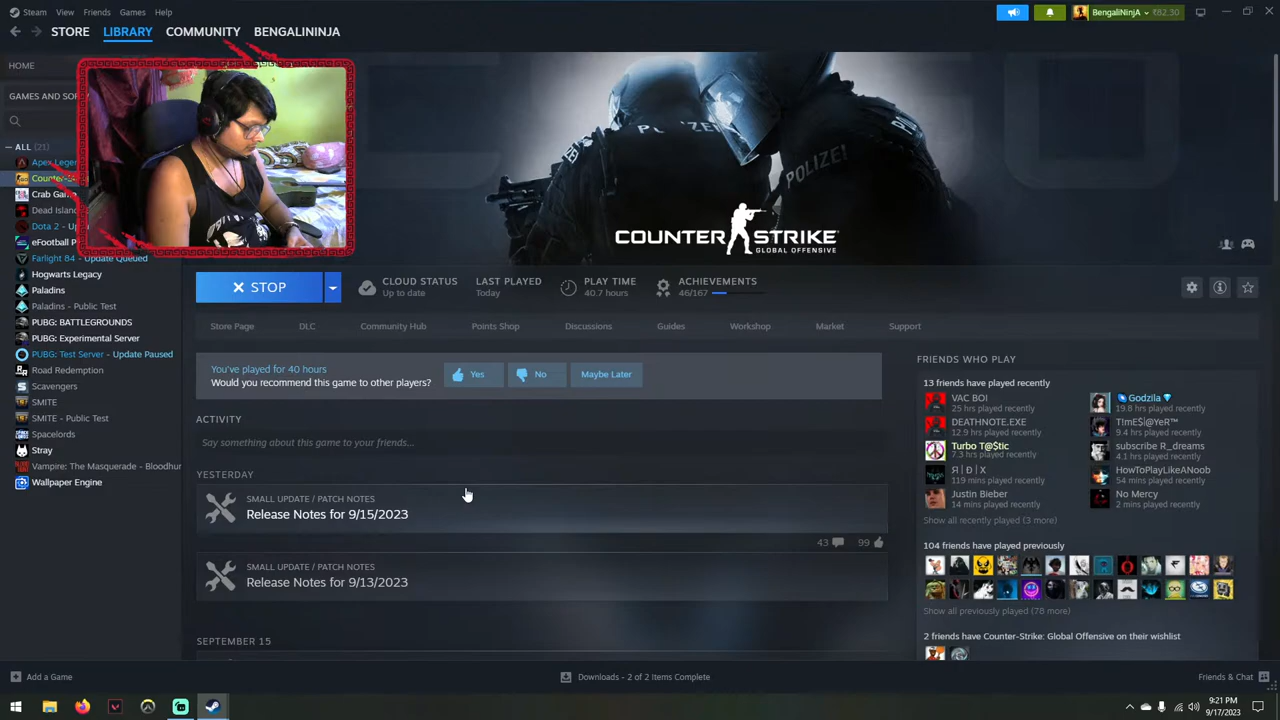 Steam View Friends Games Help
BengaliNinjA ₹82.30
STORE LIBRARY COMMUNITY BENGALININJA
HOME
GAMES AND SOF
ALL (21)
Apex Legen
Counter-St
Crab Gam
Dead Island
Dota 2 - Up
eFootball P
Farlight 84 - Update Queued
Hogwarts Legacy
Paladins
Paladins - Public Test
PUBG: BATTLEGROUNDS
PUBG: Experimental Server
PUBG: Test Server - Update Paused
Road Redemption
Scavengers
SMITE
SMITE - Public Test
Spacelords
Stray
Vampire: The Masquerade - Bloodhun
Wallpaper Engine
POLIZEI
POLIZEI
COUNTER STRIKE
GLOBAL OFFENSIVE
STOP
CLOUD STATUS
Up to date
LAST PLAYED
Today
PLAY TIME
40.7 hours
ACHIEVEMENTS
46/167
Store Page DLC Community Hub Points Shop Discussions Guides Workshop Market Support
You've played for 40 hours
Would you recommend this game to other players?
Yes No Maybe Later
ACTIVITY
Say something about this game to your friends...
YESTERDAY
SMALL UPDATE / PATCH NOTES
Release Notes for 9/15/2023
43 99
SMALL UPDATE / PATCH NOTES
Release Notes for 9/13/2023
SEPTEMBER 15
FRIENDS WHO PLAY
13 friends have played recently
VAC BOI
25 hrs played recently
Godzila
19.8 hrs played recently
DEATHNOTE.EXE
12.9 hrs played recently
T!mE$|@YeR™
9.4 hrs played recently
Turbo T@$tic
7.3 hrs played recently
subscribe R_dreams
4.1 hrs played recently
Я | Đ | X
119 mins played recently
HowToPlayLikeANoob
54 mins played recently
Justin Bieber
14 mins played recently
No Mercy
2 mins played recently
Show all recently played (3 more)
104 friends have played previously
Show all previously played (78 more)
2 friends have Counter-Strike: Global Offensive on their wishlist
Add a Game
Downloads - 2 of 2 Items Complete
Friends & Chat
9:21 PM
9/17/2023